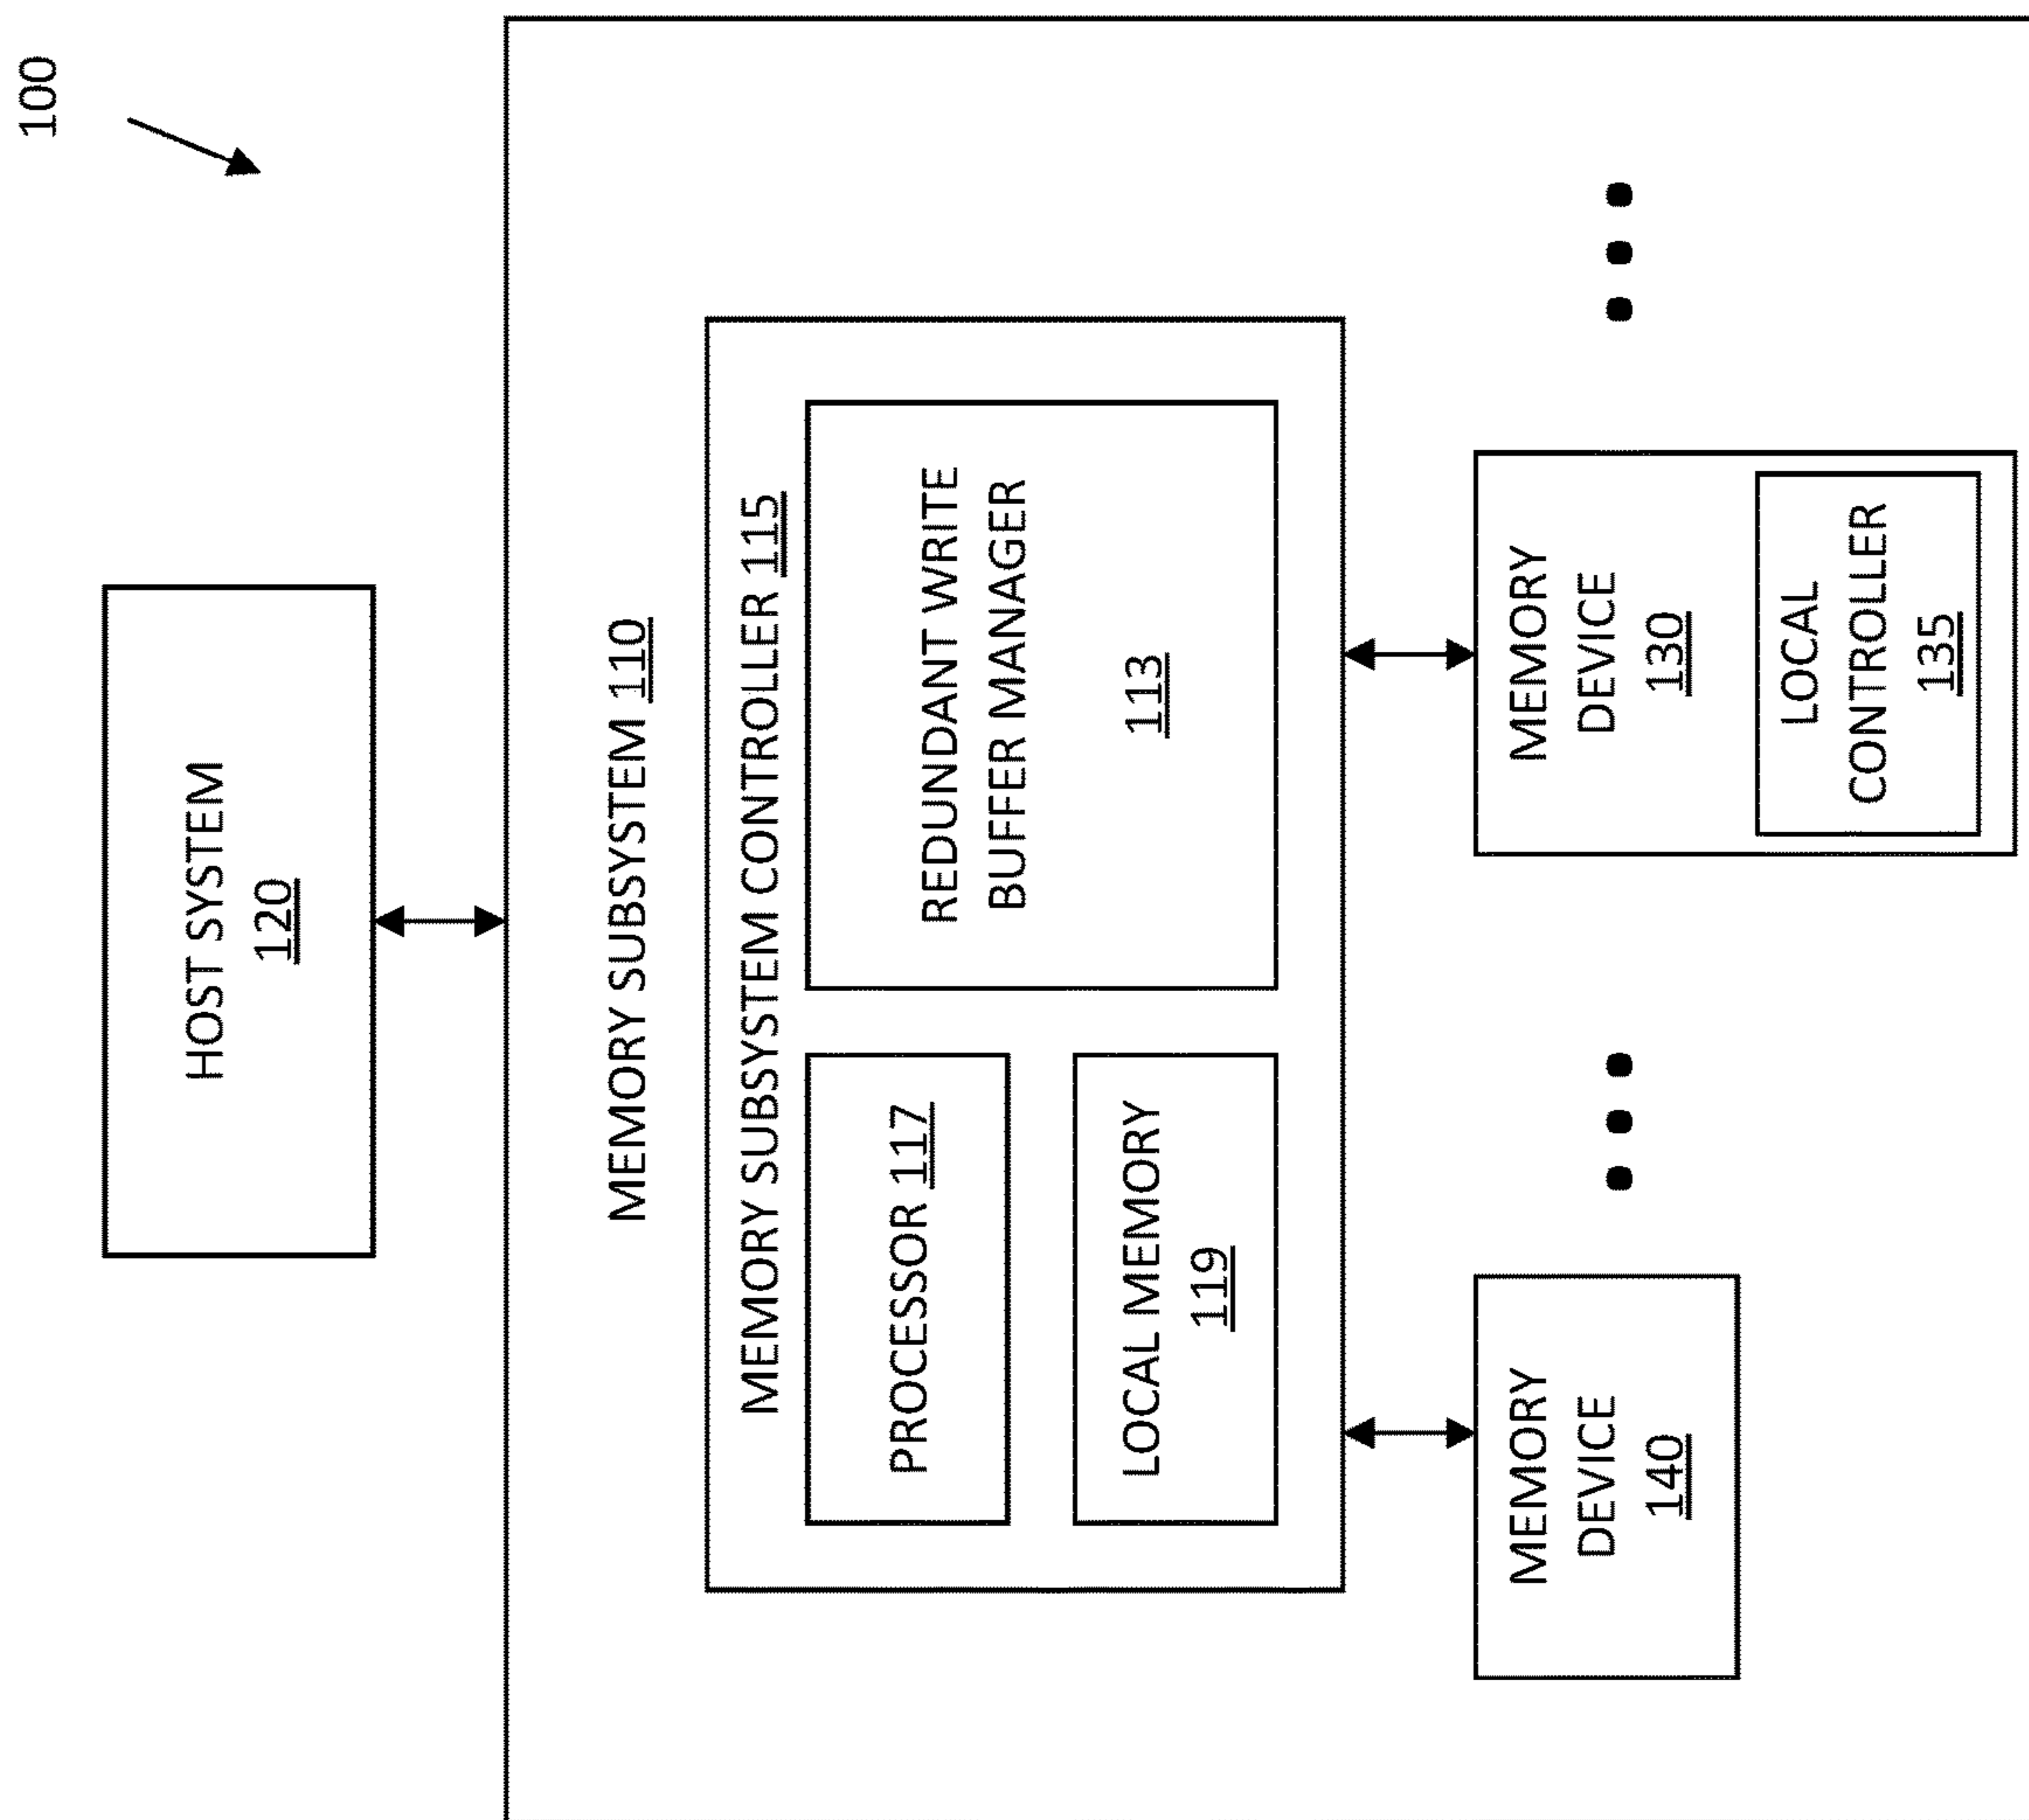 100
HOST SYSTEM
120
MEMORY SUBSYSTEM 110
MEMORY SUBSYSTEM CONTROLLER 115
PROCESSOR 117
LOCAL MEMORY
119
REDUNDANT WRITE
BUFFER MANAGER
113
MEMORY
DEVICE
140
MEMORY
DEVICE
130
LOCAL
CONTROLLER
135